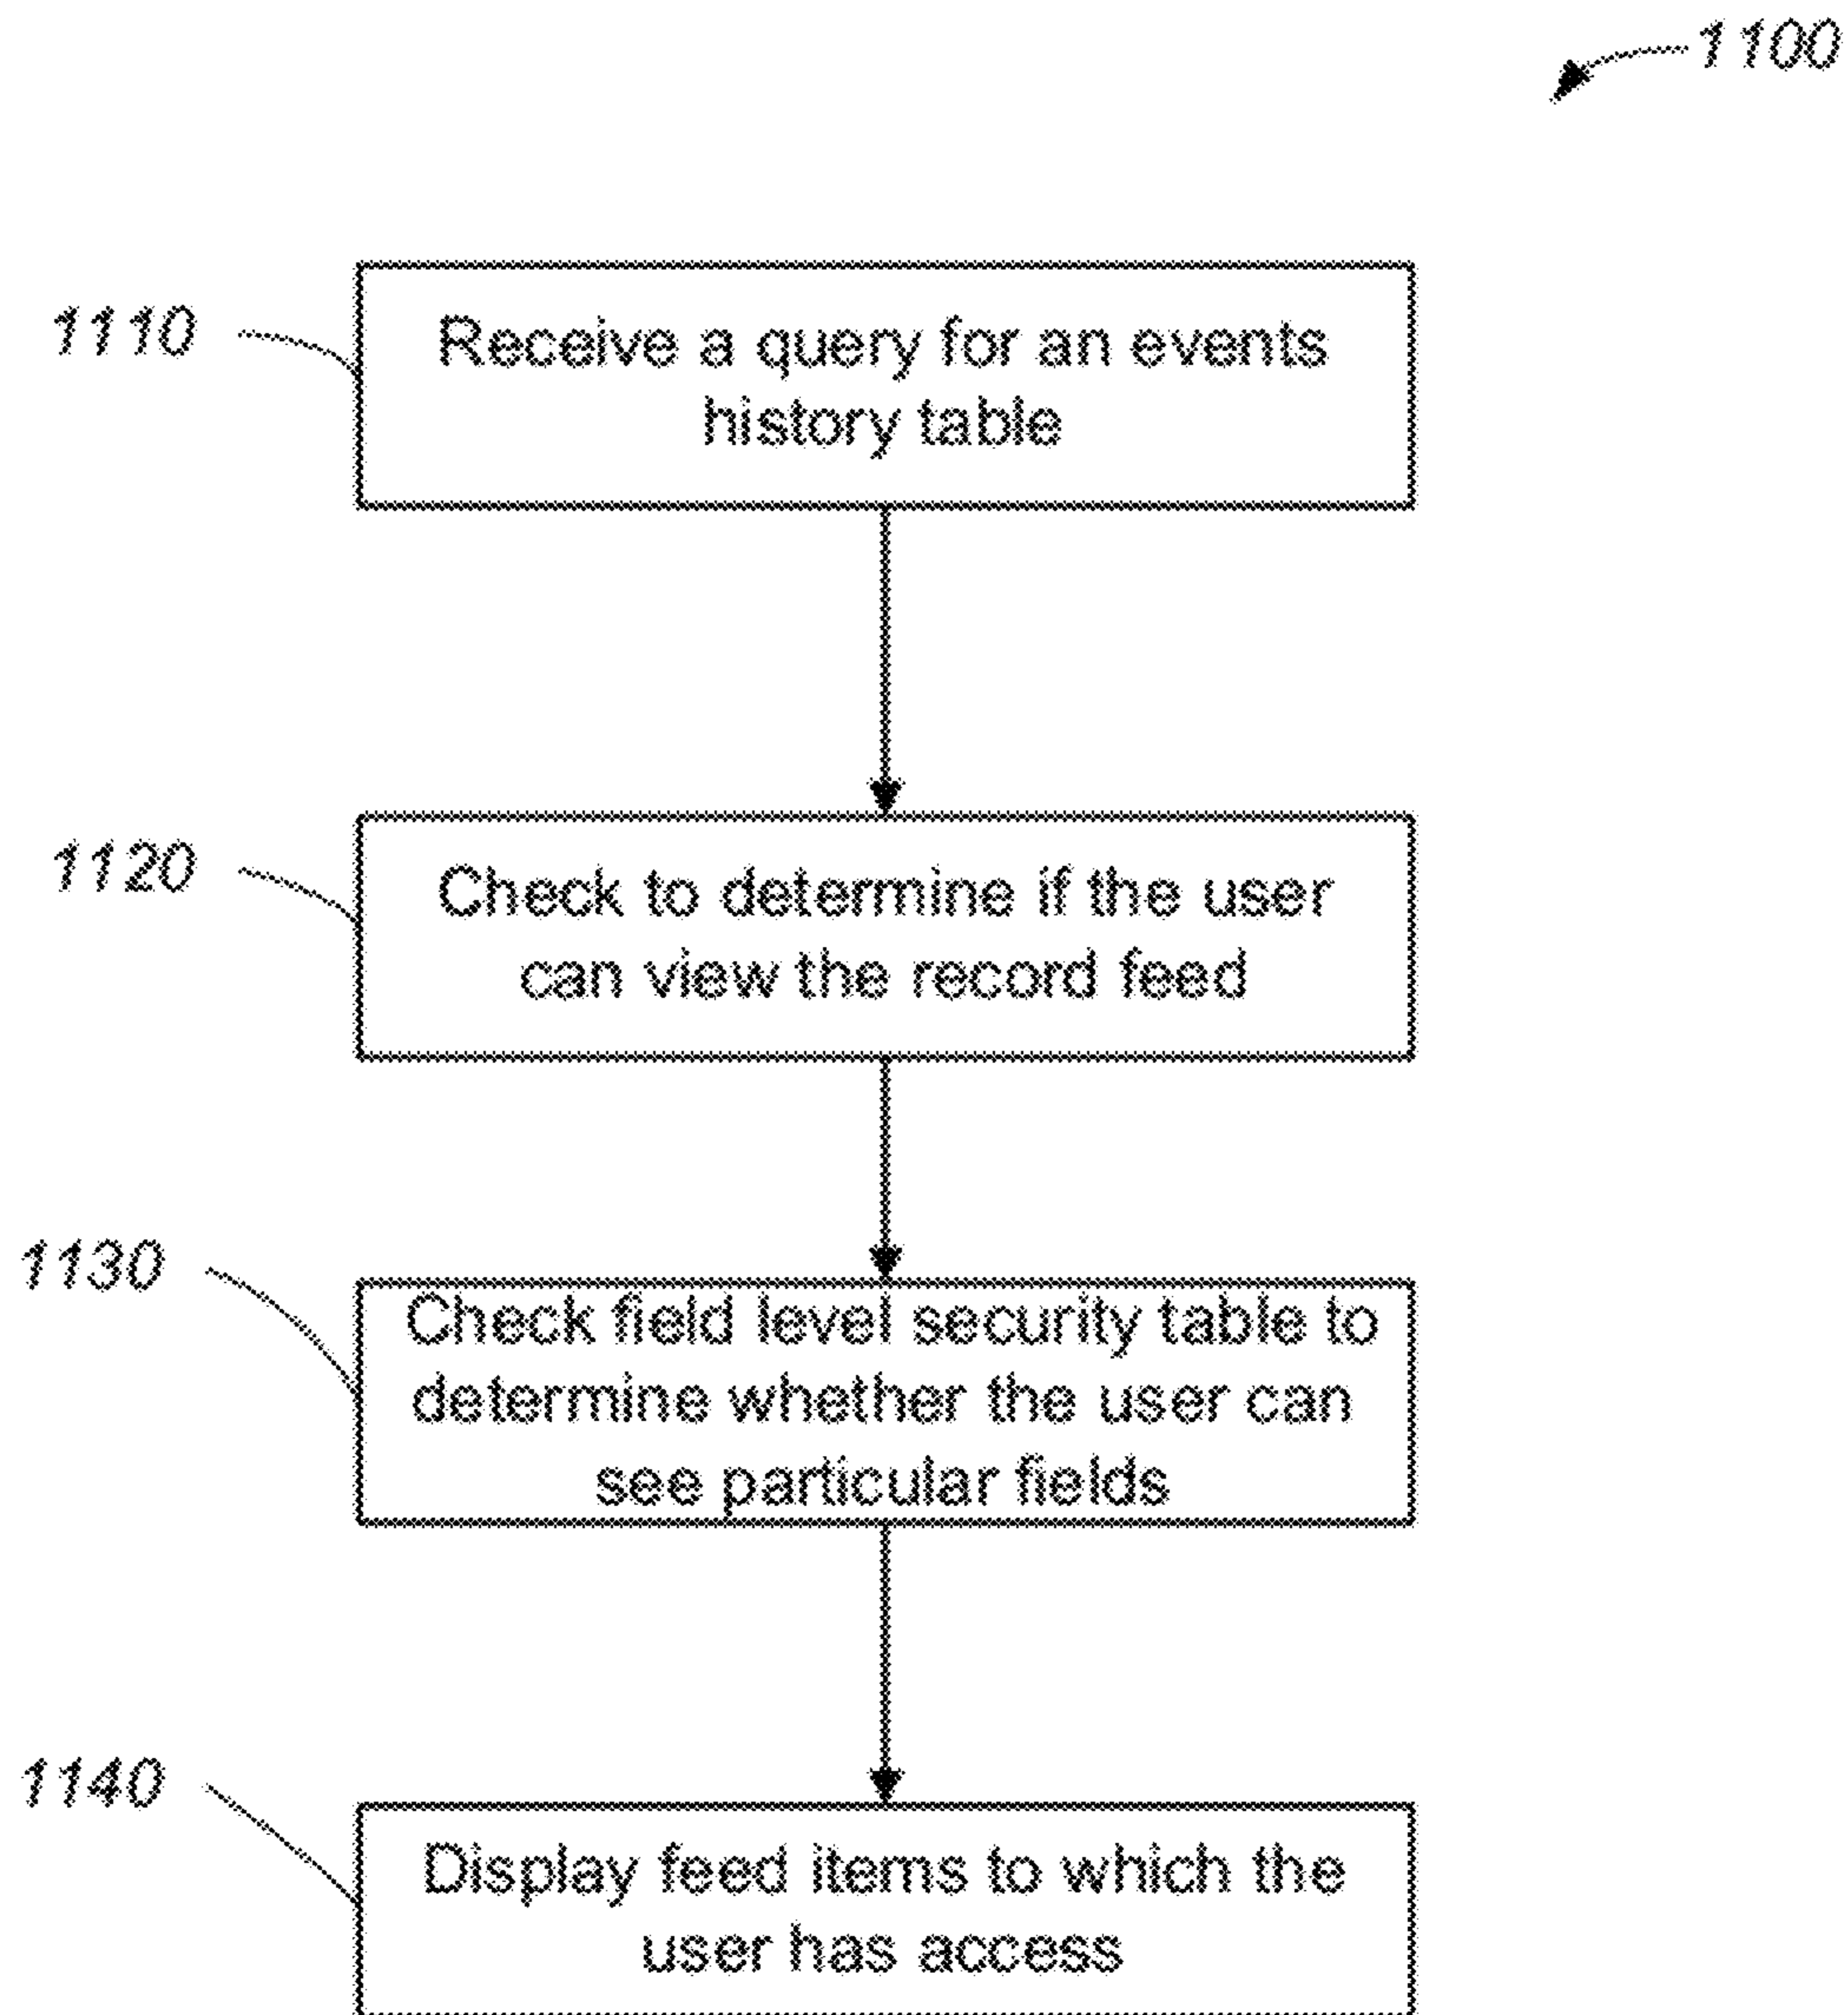 1100
1110
Receive a query for an events
history table
1120
Check to determine if the user
can view the record feed
1130
Check field level security table to
determine whether the user can
see particular fields
1140
Display feed items to which the
user has access